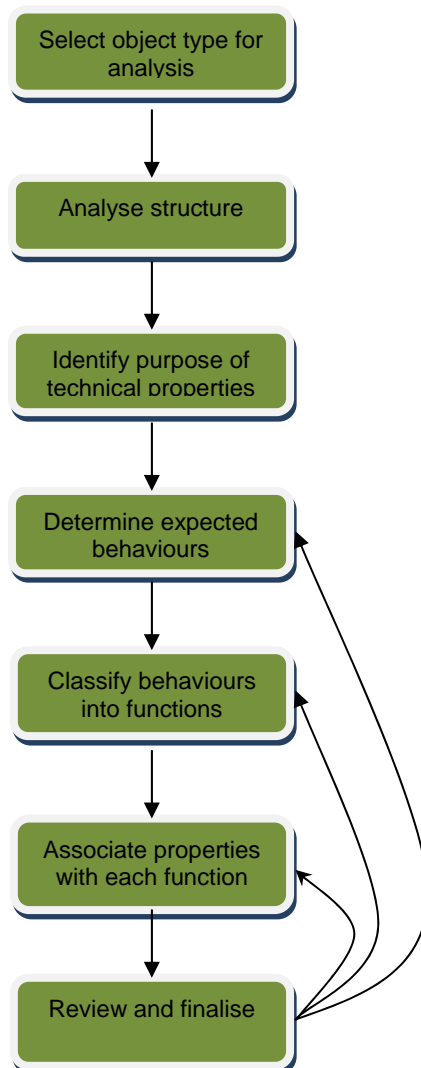 Select object type for
analysis
Analyse structure
Identify purpose of
technical properties
Determine expected
behaviours
Classify behaviours
into functions
Associate properties
with each function
Review and finalise